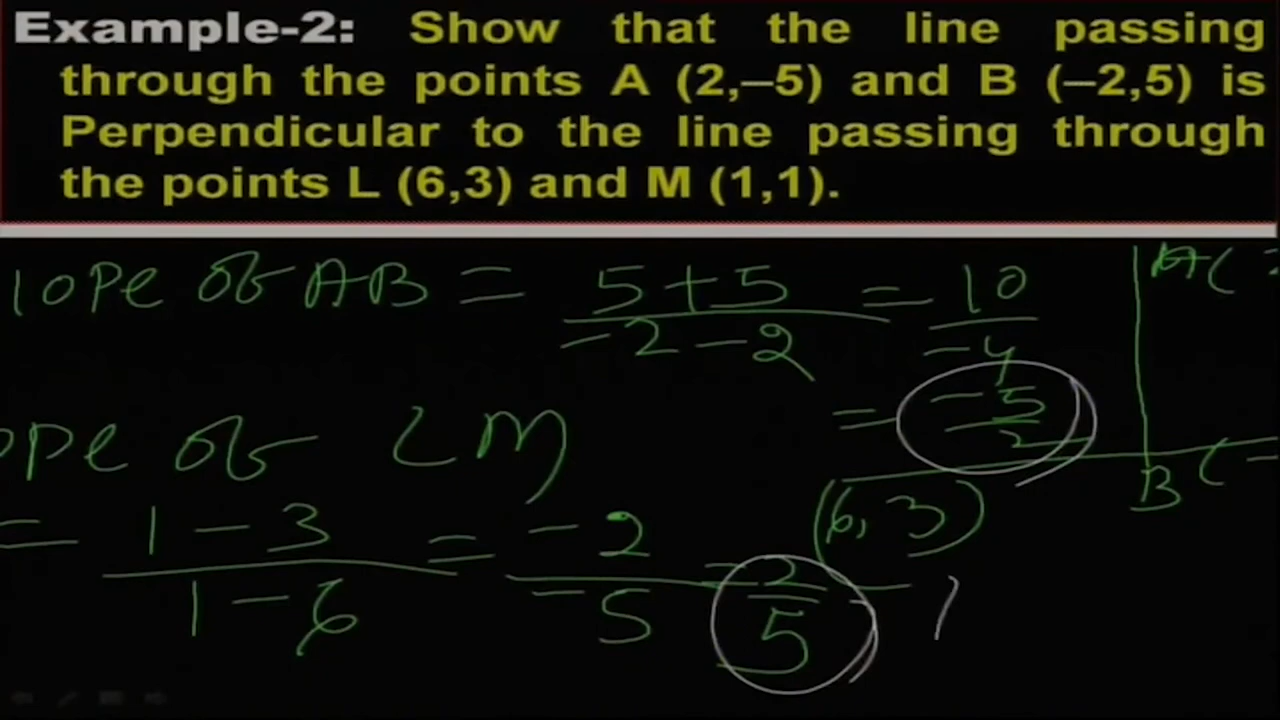 Example-2: Show that the line passing
through the points A (2,–5) and B (–2,5) is
Perpendicular to the line passing through
the points L (6,3) and M (1,1).
lope of AB = 5+5 / -2-2 = 10 / -4
= -5/2
A(
B(-
ope of LM
(6,3)
= 1-3 / 1-6 = -2 / -5 = 2/5